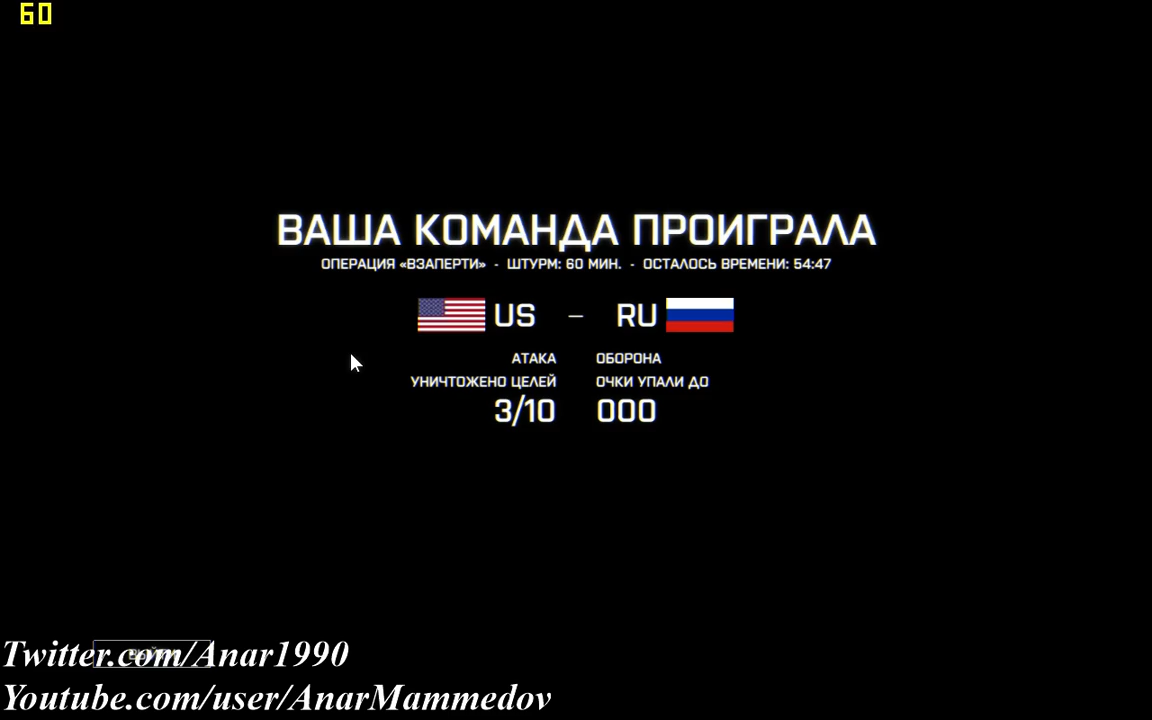 60
ВАША КОМАНДА ПРОИГРАЛА
ОПЕРАЦИЯ «ВЗАПЕРТИ» - ШТУРМ: 60 МИН. - ОСТАЛОСЬ ВРЕМЕНИ: 54:47
US – RU
АТАКА ОБОРОНА
УНИЧТОЖЕНО ЦЕЛЕЙ ОЧКИ УПАЛИ ДО
3/10 000
Twitter.com/Anar1990
Youtube.com/user/AnarMammedov